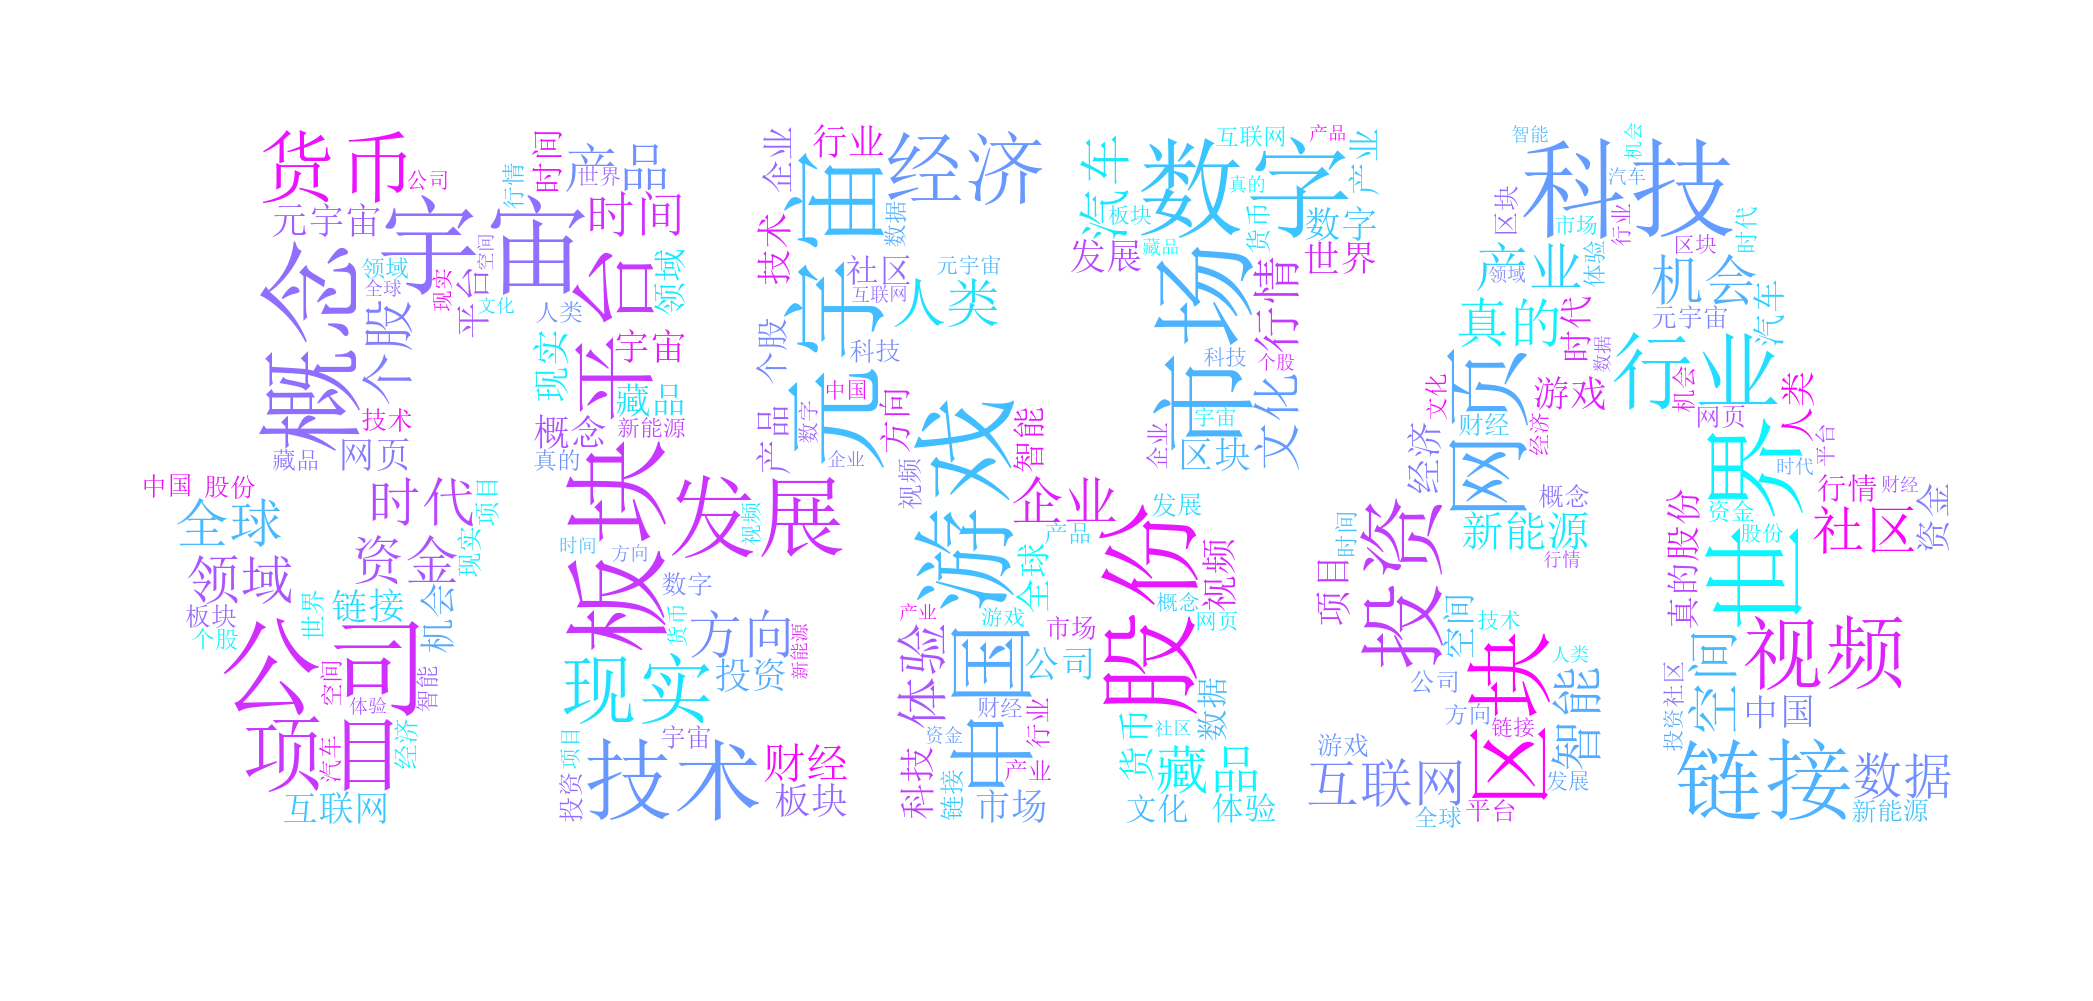 货币
公司
元宇宙
宇宙
概念
领域
全球
个股
现实
平台
空间
文化
行情
时间
产品
世界
时间
平台
领域
人类
现实
宇宙
藏品
概念
新能源
真的
技术
网页
藏品
中国
股份
全球
时代
项目
现实
资金
领域
板块
个股
世界
链接
机会
公司
空间
体验
智能
项目
汽车
经济
互联网
板块
发展
视频
时间
方向
数字
货币
方向
新能源
现实
投资
宇宙
项目
投资
技术
财经
板块
企业
行业
经济
元宇宙
数据
技术
社区
互联网
元宇宙
人类
个股
科技
中国
方向
产品
数字
企业
游戏
智能
视频
企业
产品
全球
产业
游戏
体验
中国
市场
公司
财经
行业
资金
产业
科技
链接
市场
汽车
数字
互联网
产品
产业
真的
板块
货币
数字
发展
藏品
世界
市场
行情
科技
个股
宇宙
文化
企业
区块
发展
股份
视频
概念
网页
数据
货币
社区
藏品
文化
体验
智能
机会
科技
汽车
区块
市场
行业
区块
时代
产业
领域
体验
机会
元宇宙
汽车
真的
时代
数据
行业
网页
游戏
机会
人类
文化
财经
经济
网页
经济
平台
时代
世界
概念
行情
财经
投资
新能源
资金
股份
社区
资金
时间
行情
真的股份
项目
空间
技术
区块
人类
公司
方向
链接
智能
发展
游戏
互联网
全球
平台
视频
空间
投资社区
中国
链接
数据
新能源